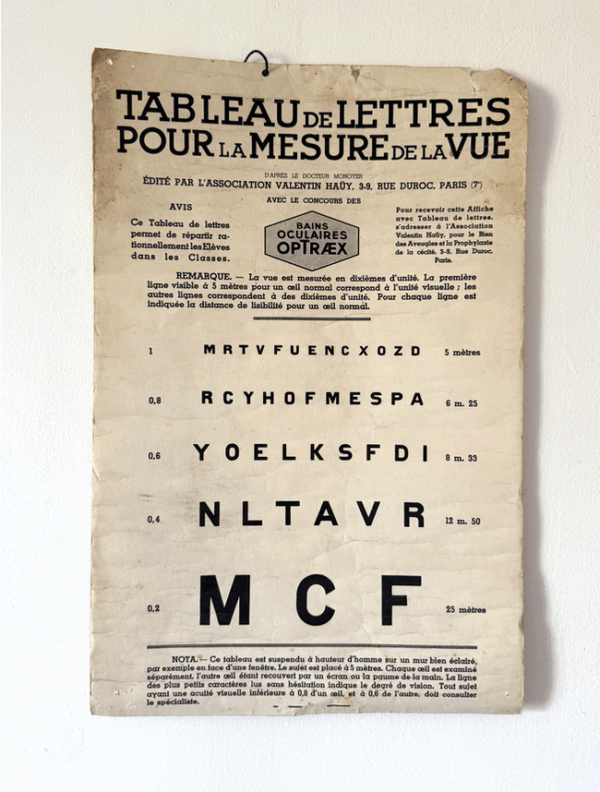 TABLEAU DE LETTRES
POUR LA MESURE DE LA VUE
D'APRÈS LE DOCTEUR MONOYER
ÉDITÉ PAR L'ASSOCIATION VALENTIN HAÜY, 3-9, RUE DUROC, PARIS (7ᵉ)
AVEC LE CONCOURS DES
AVIS
Ce Tableau de lettres
permet de répartir ra-
tionnellement les Elèves
dans les Classes.
BAINS
OCULAIRES
OPTRÆX
Pour recevoir cette Affiche
avec Tableau de lettres,
s'adresser à l'Association
Valentin Haüy, pour le Bien
des Aveugles et la Prophylaxie
de la cécité, 3-9, Rue Duroc,
Paris.
REMARQUE. — La vue est mesurée en dixièmes d'unité. La première
ligne visible à 5 mètres pour un œil normal correspond à l'unité visuelle ; les
autres lignes correspondent à des dixièmes d'unité. Pour chaque ligne est
indiquée la distance de lisibilité pour un œil normal.
1 MRTVFUENCXOZD 5 mètres
0,8 RCYHOFMESPA 6 m. 25
0,6 YOELKSFDI 8 m. 33
0,4 NLTAVR 12 m. 50
0,2 MCF 25 mètres
NOTA. — Ce tableau est suspendu à hauteur d'homme sur un mur bien éclairé,
par exemple en face d'une fenêtre. Le sujet est placé à 5 mètres. Chaque œil est examiné
séparément, l'autre œil étant recouvert par un écran ou la paume de la main. La ligne
des plus petits caractères lus sans hésitation indique le degré de vision. Tout sujet
ayant une acuité visuelle inférieure à 0,8 d'un œil, et à 0,6 de l'autre, doit consulter
le spécialiste.